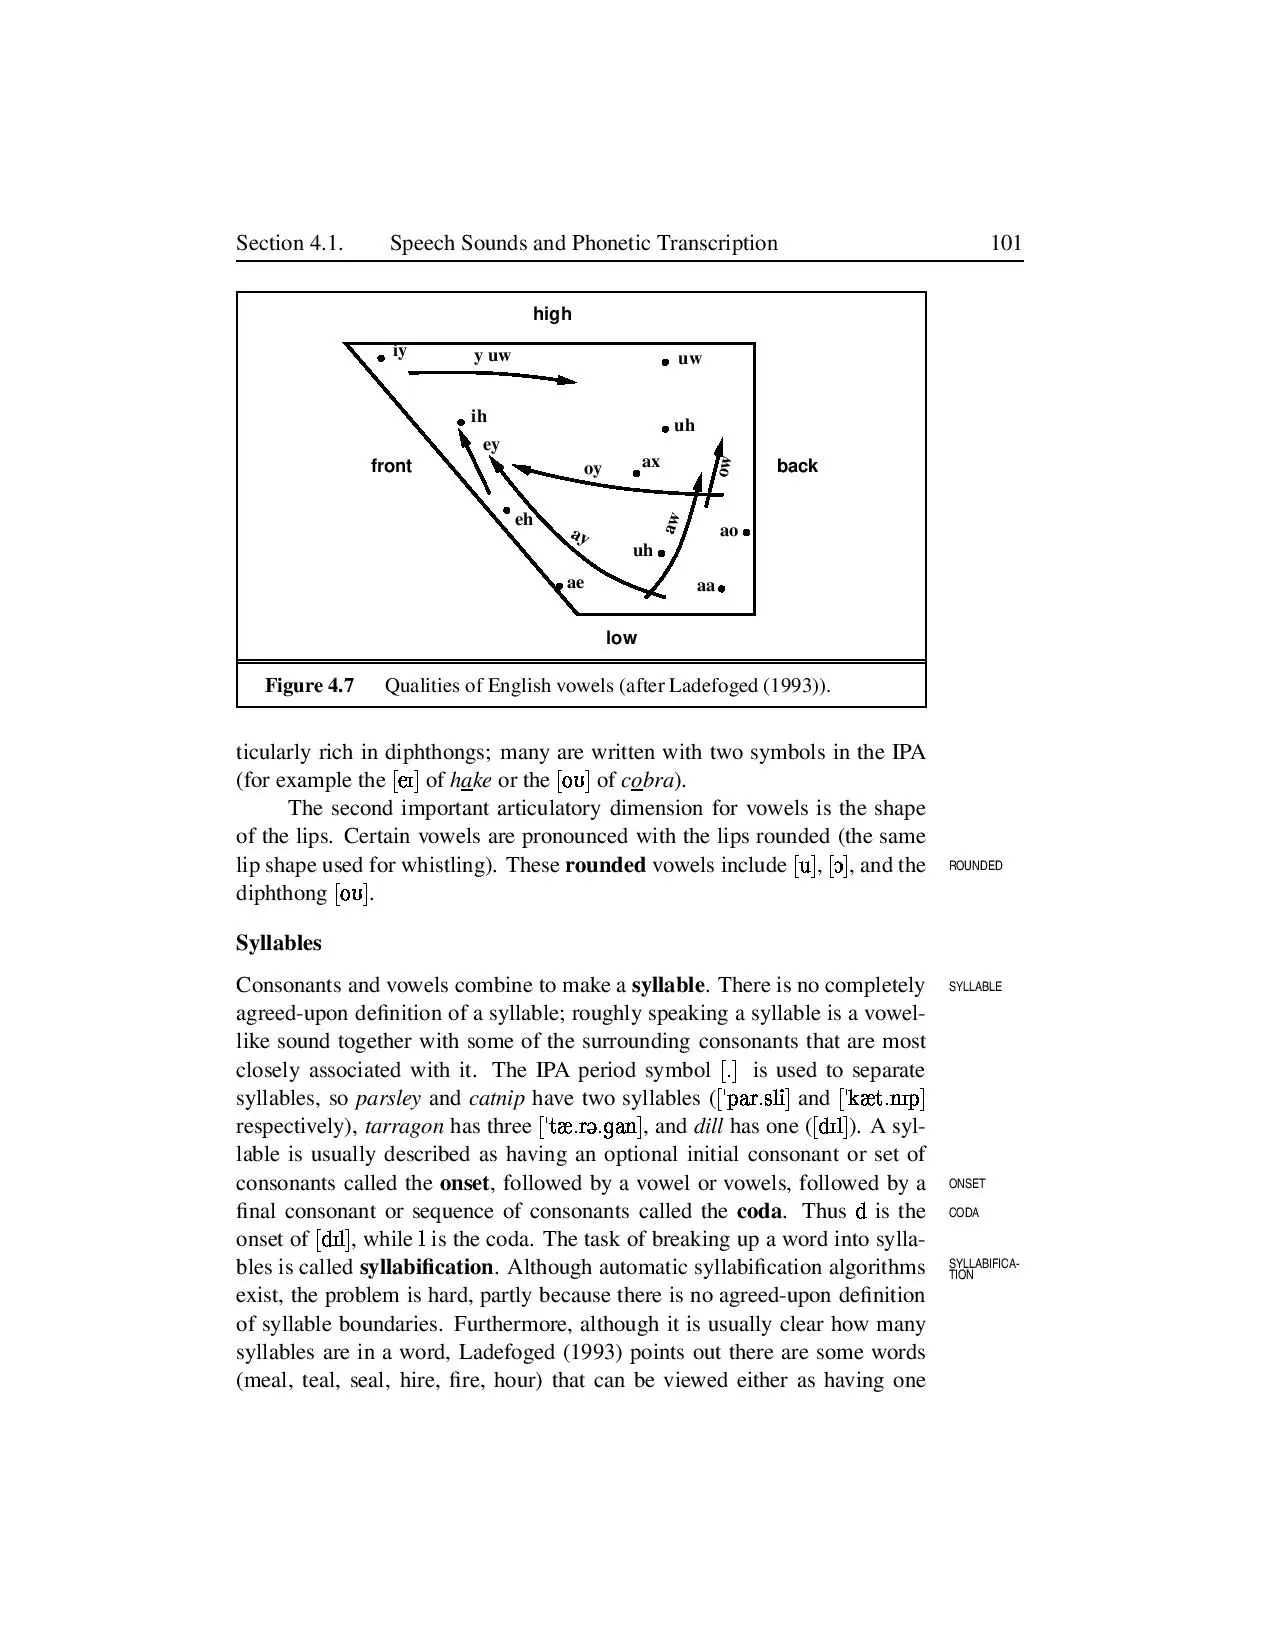 Section 4.1. Speech Sounds and Phonetic Transcription 101
high
iy y uw uw
ih
uh
ey
front oy ax ow back
eh ay aw ao
uh
ae aa
low
Figure 4.7 Qualities of English vowels (after Ladefoged (1993)).
ticularly rich in diphthongs; many are written with two symbols in the IPA
(for example the [eɪ] of hake or the [oʊ] of cobra).
The second important articulatory dimension for vowels is the shape
of the lips. Certain vowels are pronounced with the lips rounded (the same
lip shape used for whistling). These rounded vowels include [u], [ɔ], and the ROUNDED
diphthong [oʊ].
Syllables
Consonants and vowels combine to make a syllable. There is no completely SYLLABLE
agreed-upon definition of a syllable; roughly speaking a syllable is a vowel-
like sound together with some of the surrounding consonants that are most
closely associated with it. The IPA period symbol [.] is used to separate
syllables, so parsley and catnip have two syllables (['par.sli] and ['kæt.nɪp]
respectively), tarragon has three ['tæ.rə.gan], and dill has one ([dɪl]). A syl-
lable is usually described as having an optional initial consonant or set of
consonants called the onset, followed by a vowel or vowels, followed by a ONSET
final consonant or sequence of consonants called the coda. Thus d is the CODA
onset of [dɪl], while l is the coda. The task of breaking up a word into sylla-
bles is called syllabification. Although automatic syllabification algorithms SYLLABIFICA-
TION
exist, the problem is hard, partly because there is no agreed-upon definition
of syllable boundaries. Furthermore, although it is usually clear how many
syllables are in a word, Ladefoged (1993) points out there are some words
(meal, teal, seal, hire, fire, hour) that can be viewed either as having one